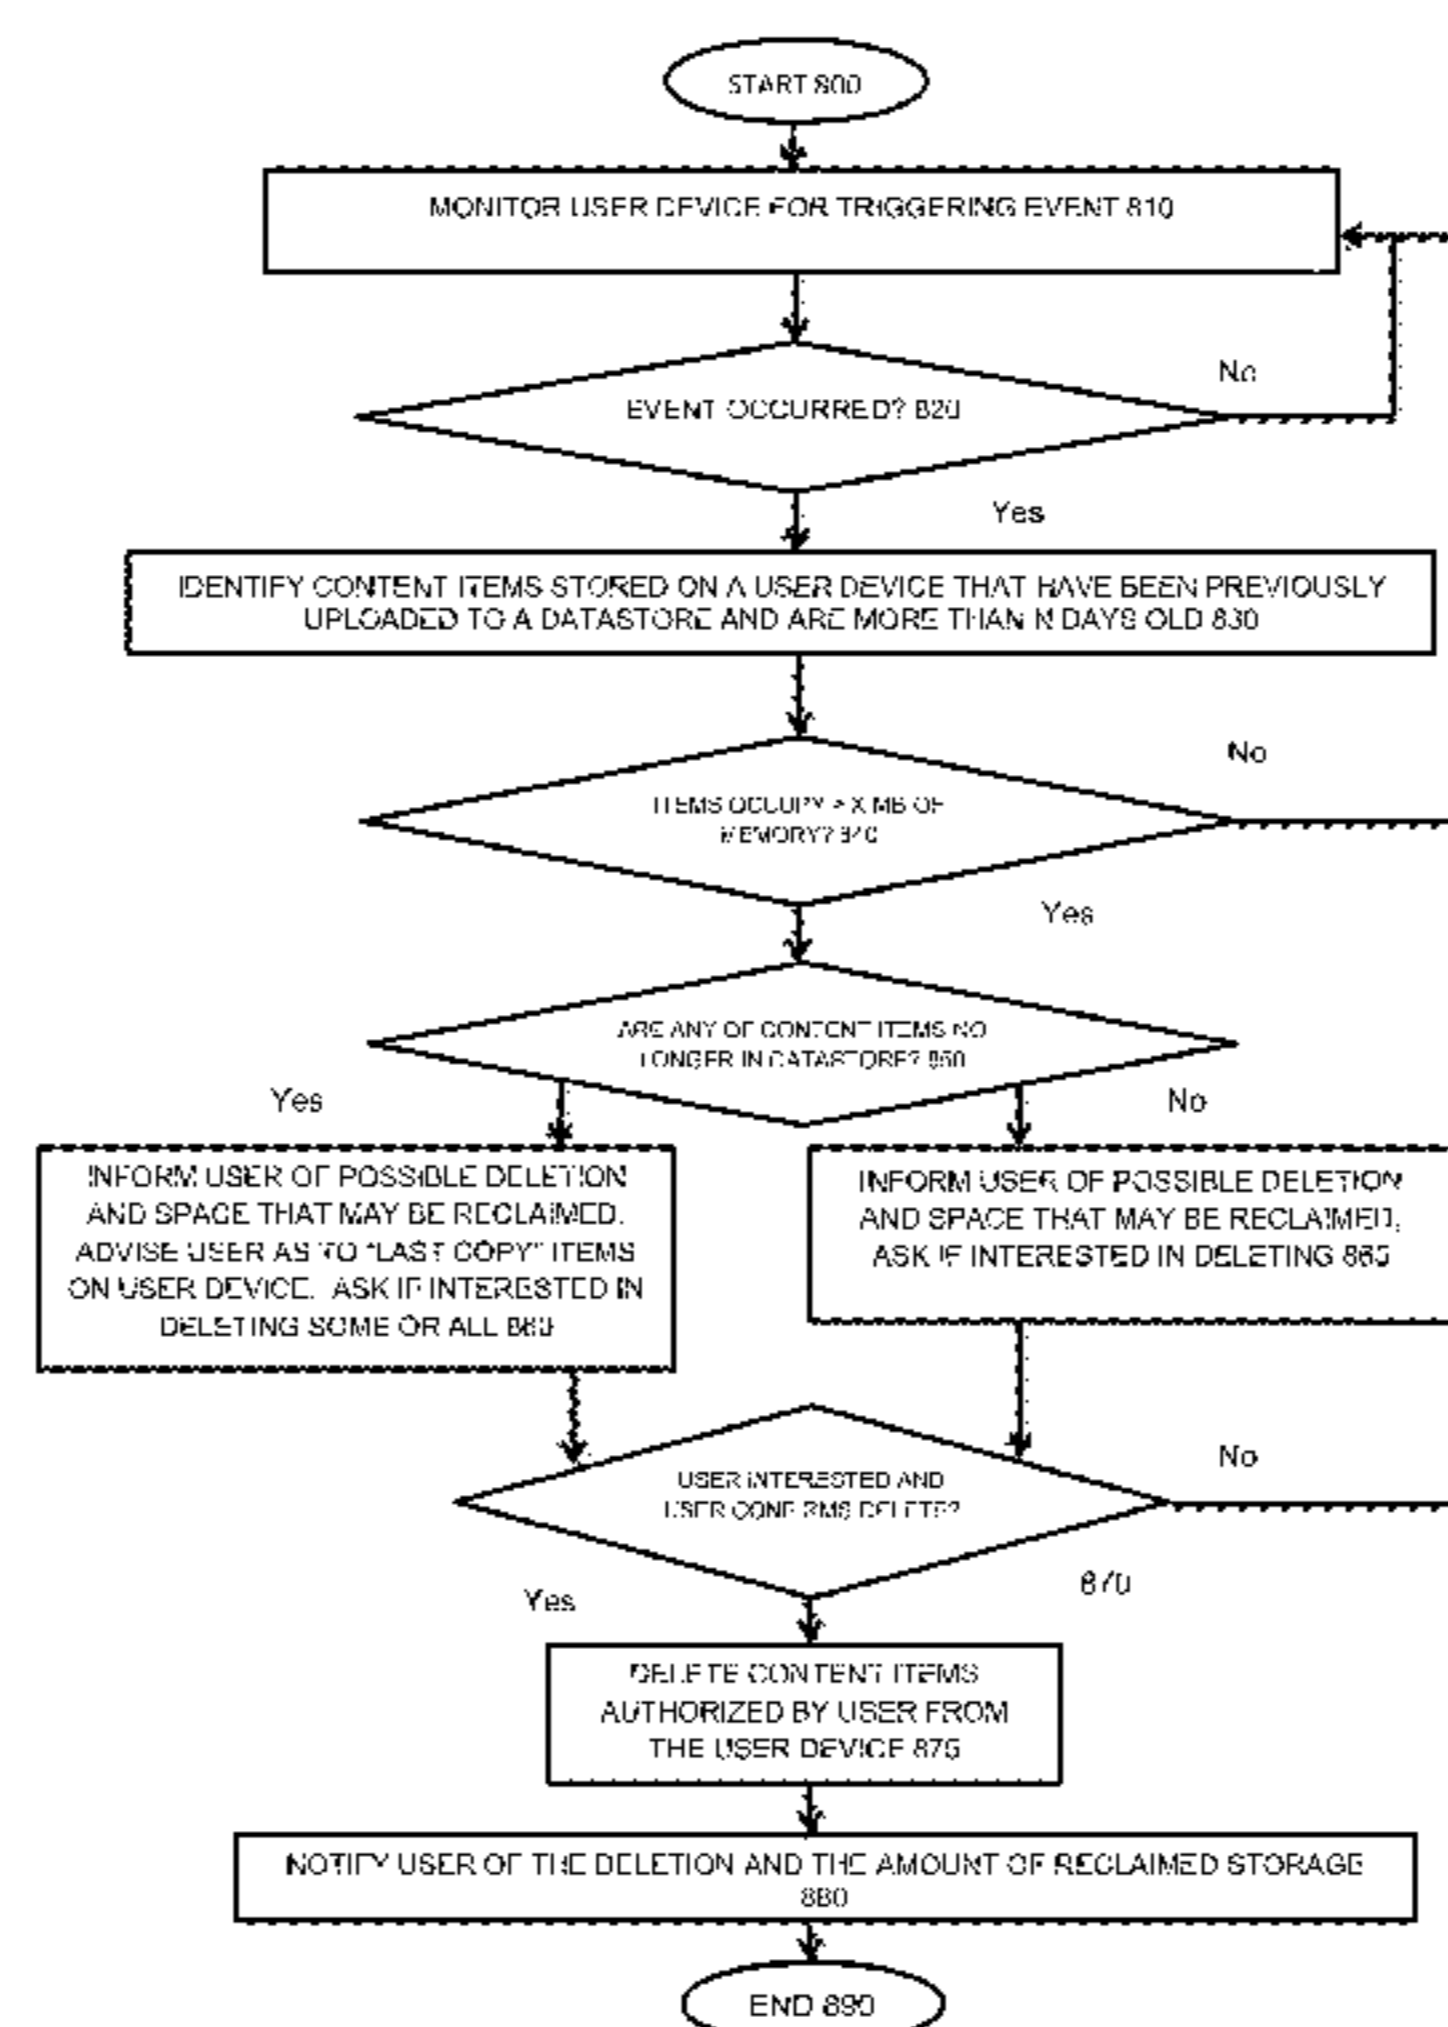 START 800
MONITOR USER DEVICE FOR TRIGGERING EVENT 810
EVENT OCCURRED? 820
No
Yes
IDENTIFY CONTENT ITEMS STORED ON A USER DEVICE THAT HAVE BEEN PREVIOUSLY
UPLOADED TO A DATASTORE AND ARE MORE THAN N DAYS OLD 830
ITEMS OCCUPY > X MB OF
MEMORY? 840
No
Yes
ARE ANY OF CONTENT ITEMS NO
LONGER IN DATASTORE? 850
Yes
No
INFORM USER OF POSSIBLE DELETION
AND SPACE THAT MAY BE RECLAIMED.
ADVISE USER AS TO "LAST COPY" ITEMS
ON USER DEVICE. ASK IF INTERESTED IN
DELETING SOME OR ALL 860
INFORM USER OF POSSIBLE DELETION
AND SPACE THAT MAY BE RECLAIMED,
ASK IF INTERESTED IN DELETING 865
USER INTERESTED AND
USER CONFIRMS DELETE?
No
870
Yes
DELETE CONTENT ITEMS
AUTHORIZED BY USER FROM
THE USER DEVICE 875
NOTIFY USER OF THE DELETION AND THE AMOUNT OF RECLAIMED STORAGE
880
END 890